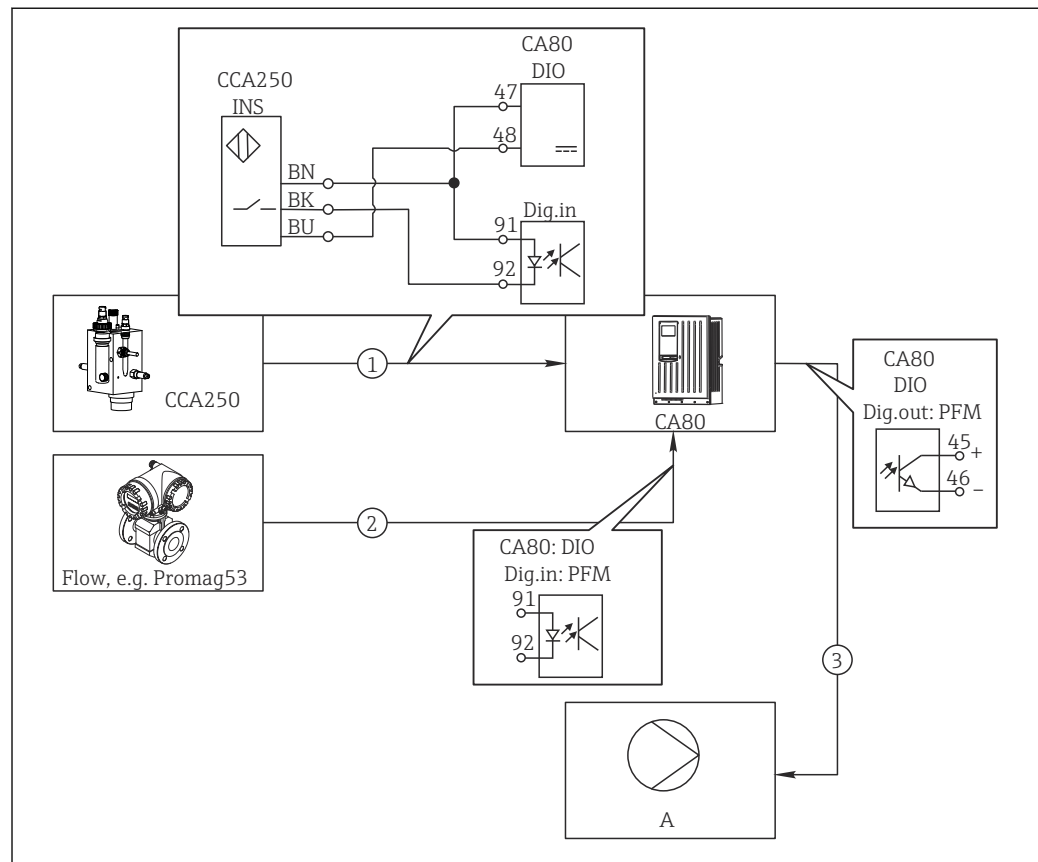 CA80
DIO
CCA250
INS
47
48
BN
BK
BU
Dig.in
91
92
1
CCA250
CA80
CA80
DIO
Dig.out: PFM
45 +
46 –
2
Flow, e.g. Promag53
CA80: DIO
Dig.in: PFM
91
92
3
A